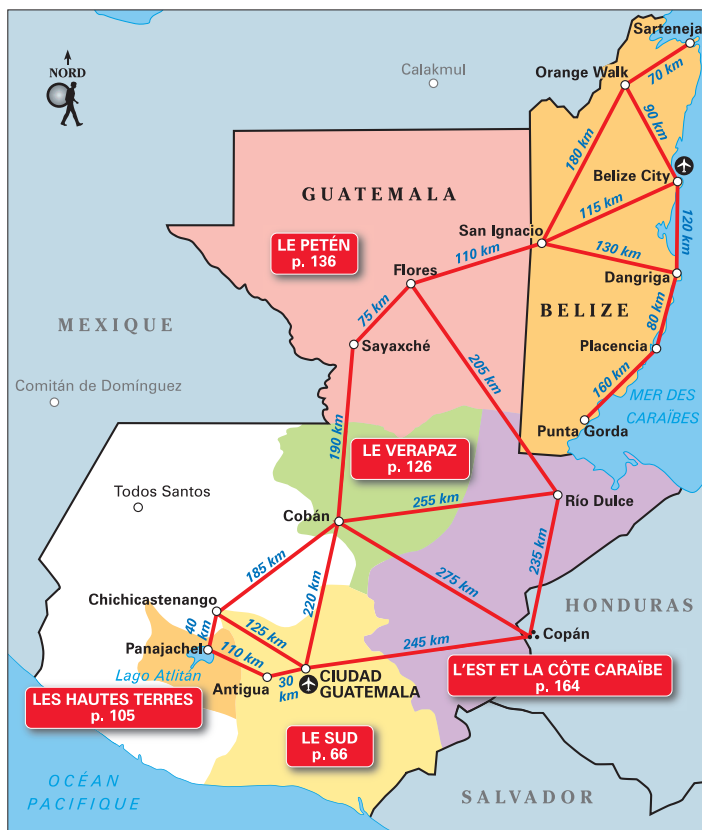 Sarteneja
NORD
Calakmul
Orange Walk
70 km
90 km
180 km
Belize City
GUATEMALA
115 km
120 km
San Ignacio
LE PETÉN
p. 136
110 km
130 km
Flores
Dangriga
75 km
BELIZE
80 km
MEXIQUE
Sayaxché
205 km
Placencia
160 km
Comitán de Domínguez
MER DES
CARAÏBES
Punta Gorda
190 km
LE VERAPAZ
p. 126
Todos Santos
255 km
Río Dulce
Cobán
185 km
220 km
275 km
235 km
Chichicastenango
HONDURAS
40
km
125 km
245 km
Copán
Panajachel
110 km
Lago Atlitán
30
km
CIUDAD
GUATEMALA
Antigua
L'EST ET LA CÔTE CARAÏBE
p. 164
LES HAUTES TERRES
p. 105
LE SUD
p. 66
OCÉAN
PACIFIQUE
SALVADOR